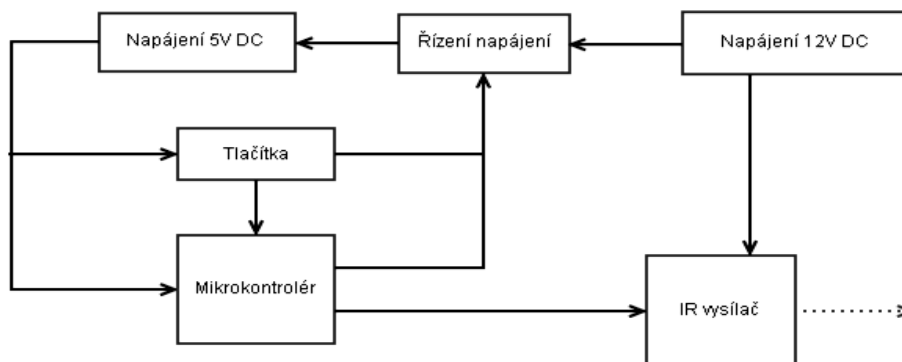 Napájení 5V DC
Řízení napájení
Napájení 12V DC
Tlačítka
Mikrokontrolér
IR vysílač